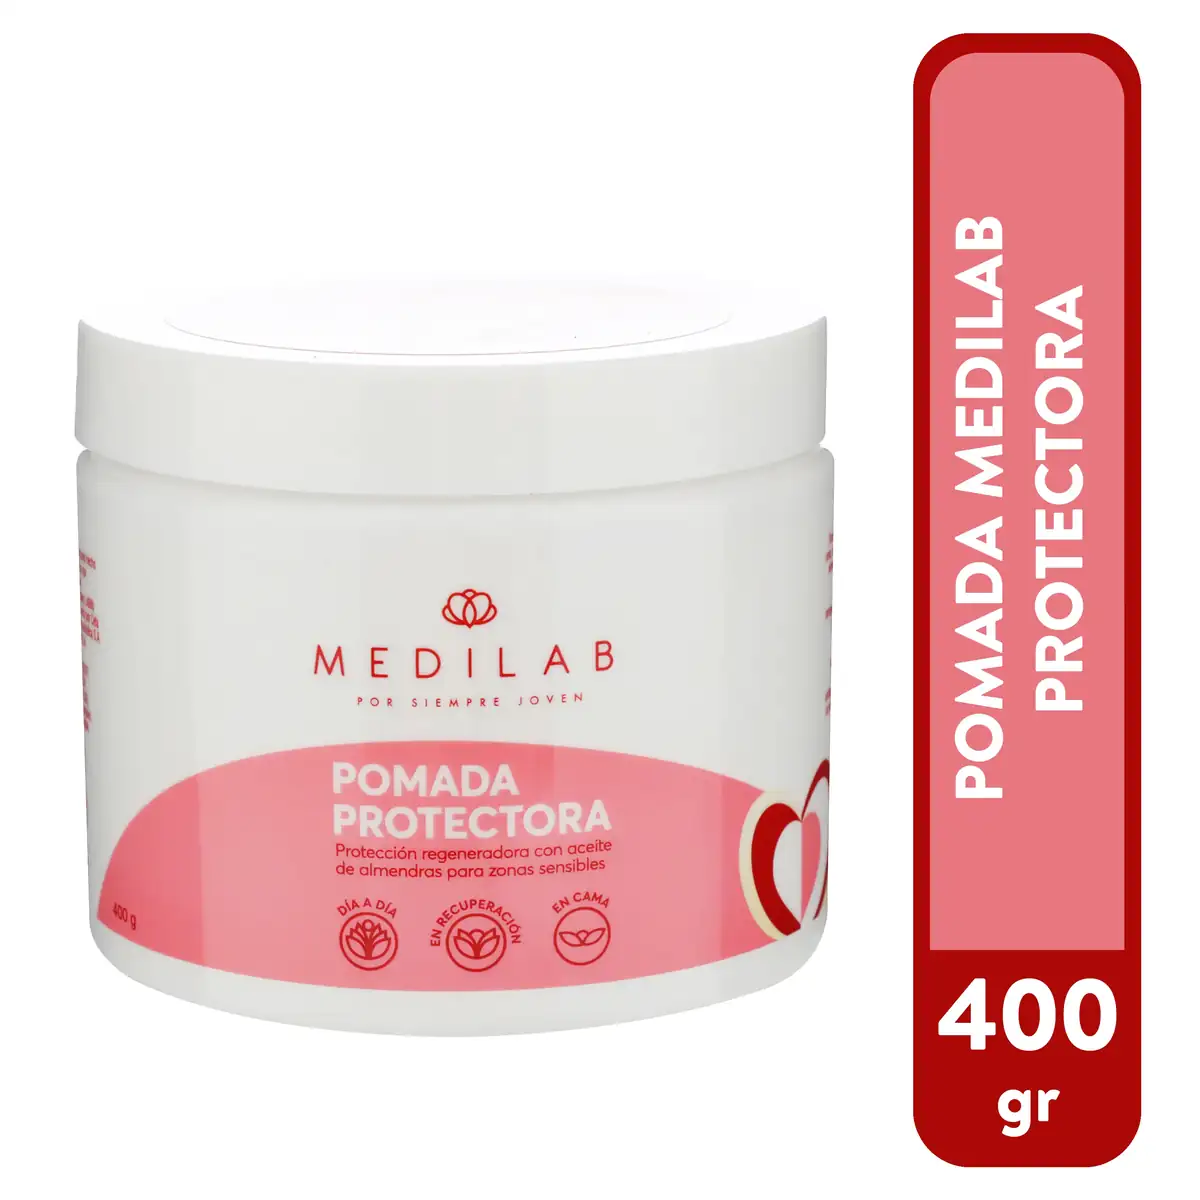 MEDILAB
POR SIEMPRE JOVEN
POMADA
PROTECTORA
Protección regeneradora con aceite
de almendras para zonas sensibles
DÍA A DÍA
EN RECUPERACIÓN
EN CAMA
400 g
POMADA MEDILAB
PROTECTORA
400
gr